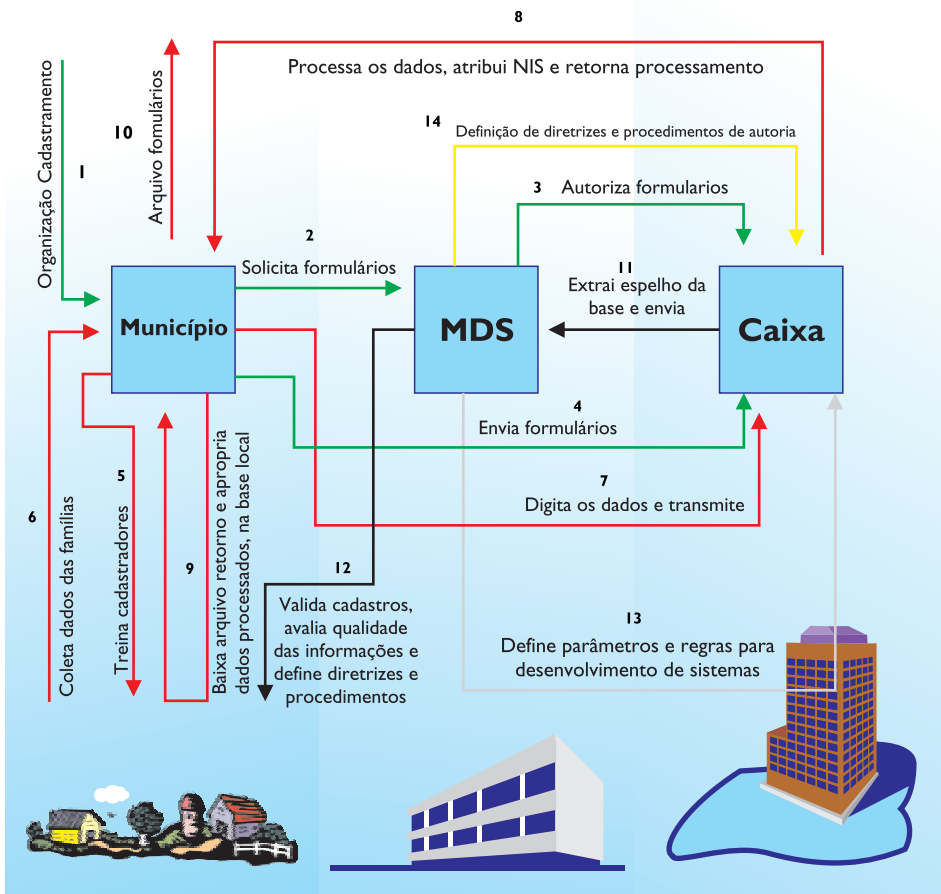 8
Processa os dados, atribui NIS e retorna processamento
10
Arquivo fomulários
1
Organização Cadastramento
14
Definição de diretrizes e procedimentos de autoria
3 Autoriza formularios
2
Solicita formulários
11
Extrai espelho da
base e envia
Município
MDS
Caixa
4
Envia formulários
5
Treina cadastradores
6
Coleta dados das famílias
9
Baixa arquivo retorno e apropria
dados processados, na base local
7
Digita os dados e transmite
12
Valida cadastros,
avalia qualidade
das informações e
define diretrizes e
procedimentos
13
Define parâmetros e regras para
desenvolvimento de sistemas